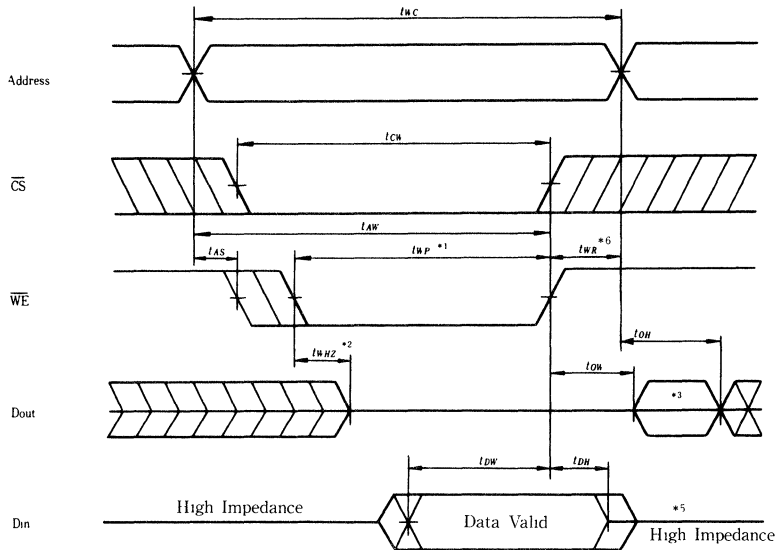 tWC
Address
tCW
CS
tAW
tAS
tWP *1
tWR *6
WE
tWHZ *2
tOH
tOW
Dout
*3
tDW
tDH
Din
High Impedance
Data Valid
*5
High Impedance